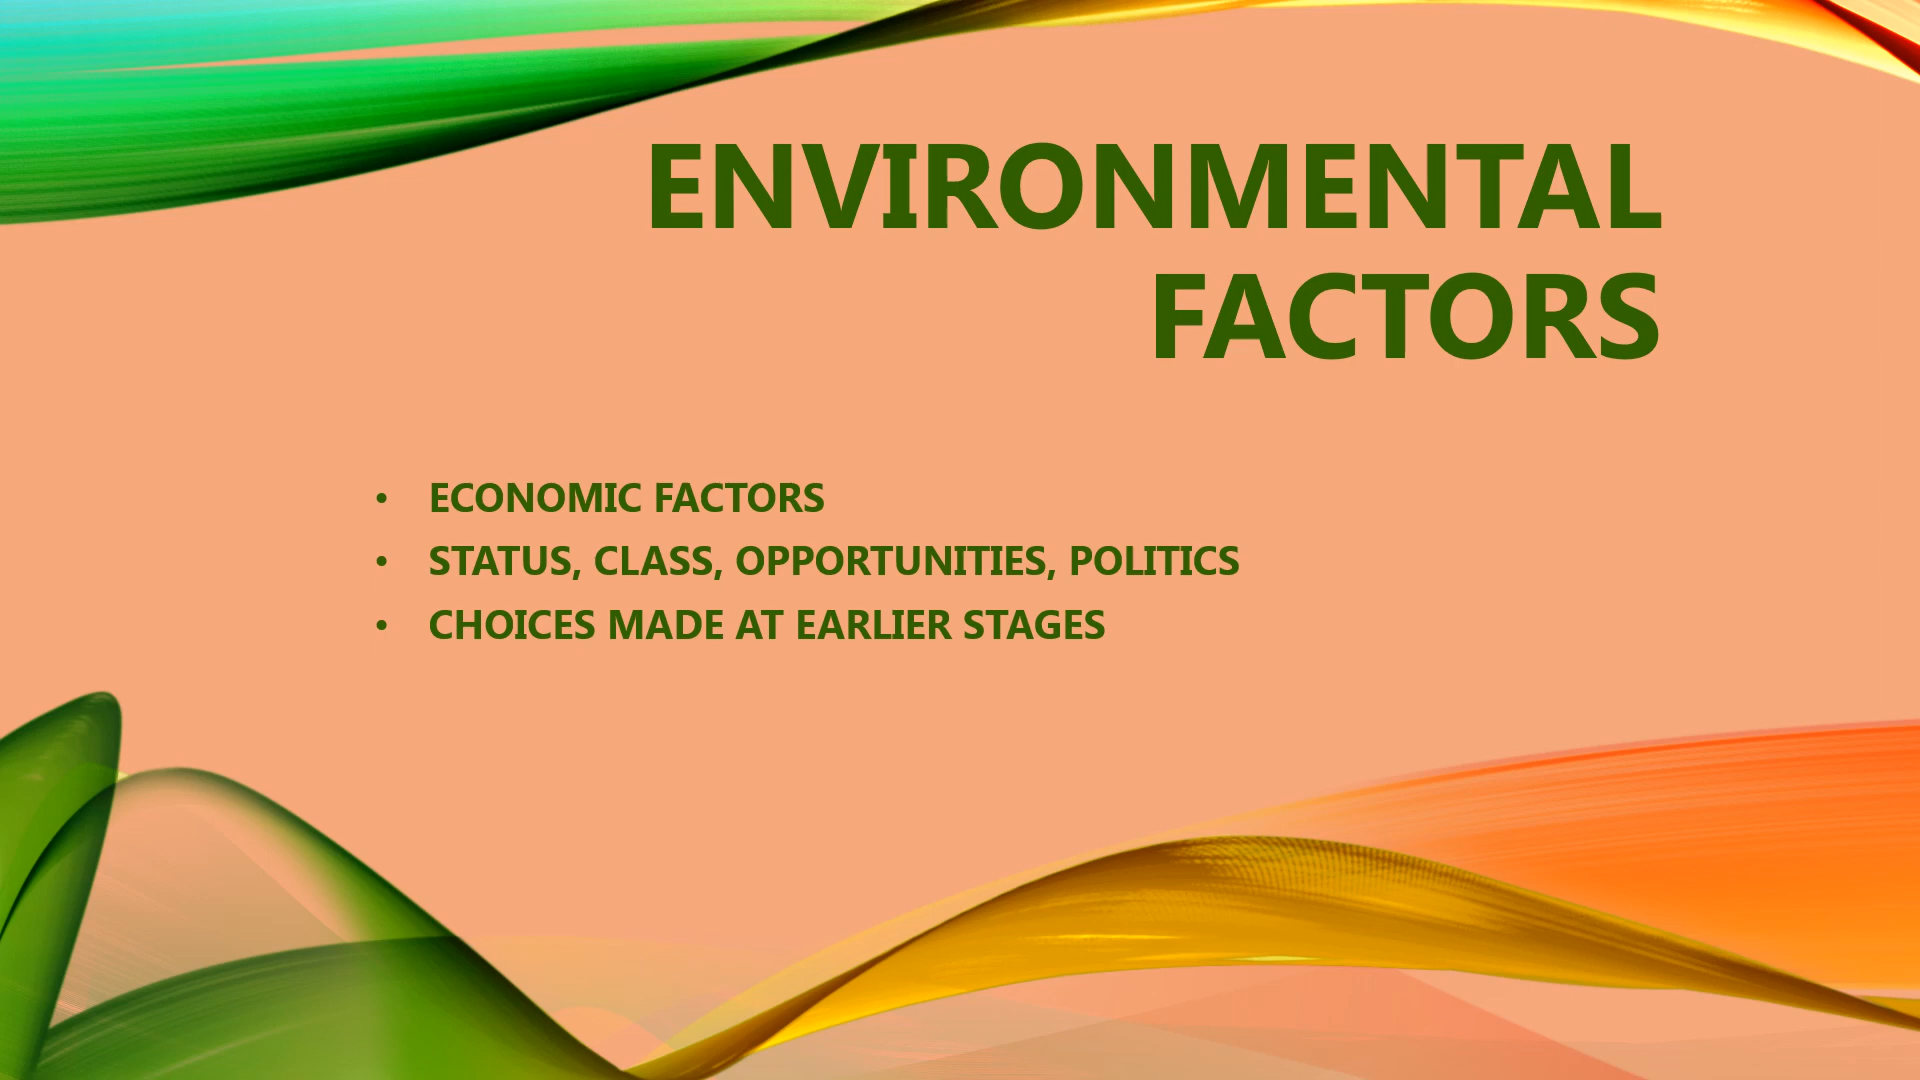 ENVIRONMENTAL
FACTORS
• ECONOMIC FACTORS
• STATUS, CLASS, OPPORTUNITIES, POLITICS
• CHOICES MADE AT EARLIER STAGES